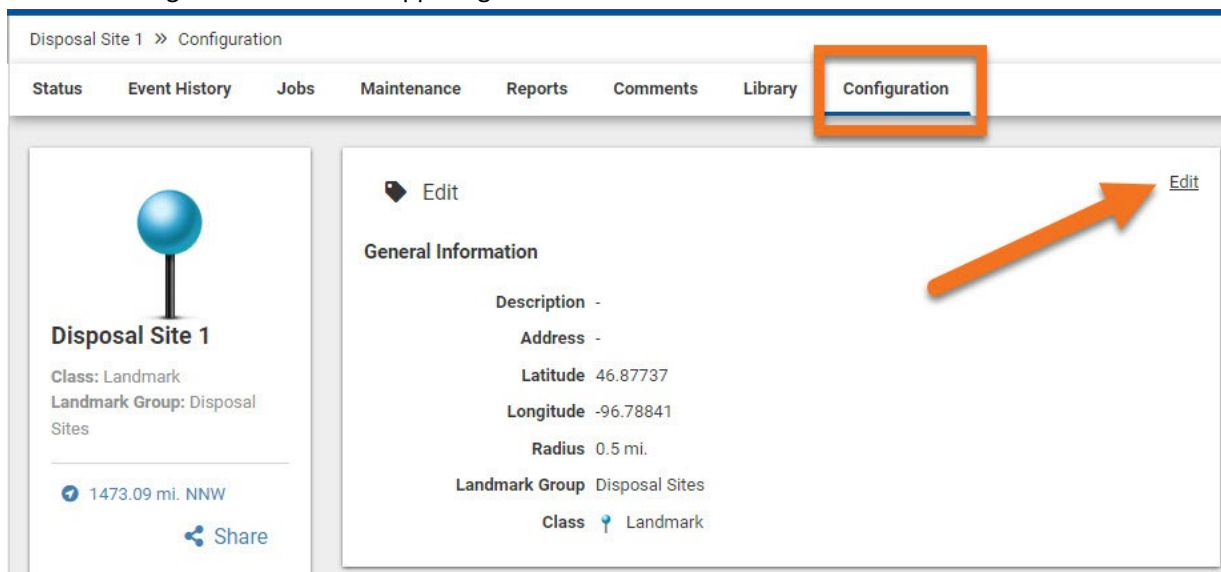 Disposal Site 1 » Configuration
Status Event History Jobs Maintenance Reports Comments Library Configuration
Disposal Site 1
Class: Landmark
Landmark Group: Disposal
Sites
1473.09 mi. NNW
Share
Edit
Edit
General Information
Description -
Address -
Latitude 46.87737
Longitude -96.78841
Radius 0.5 mi.
Landmark Group Disposal Sites
Class Landmark